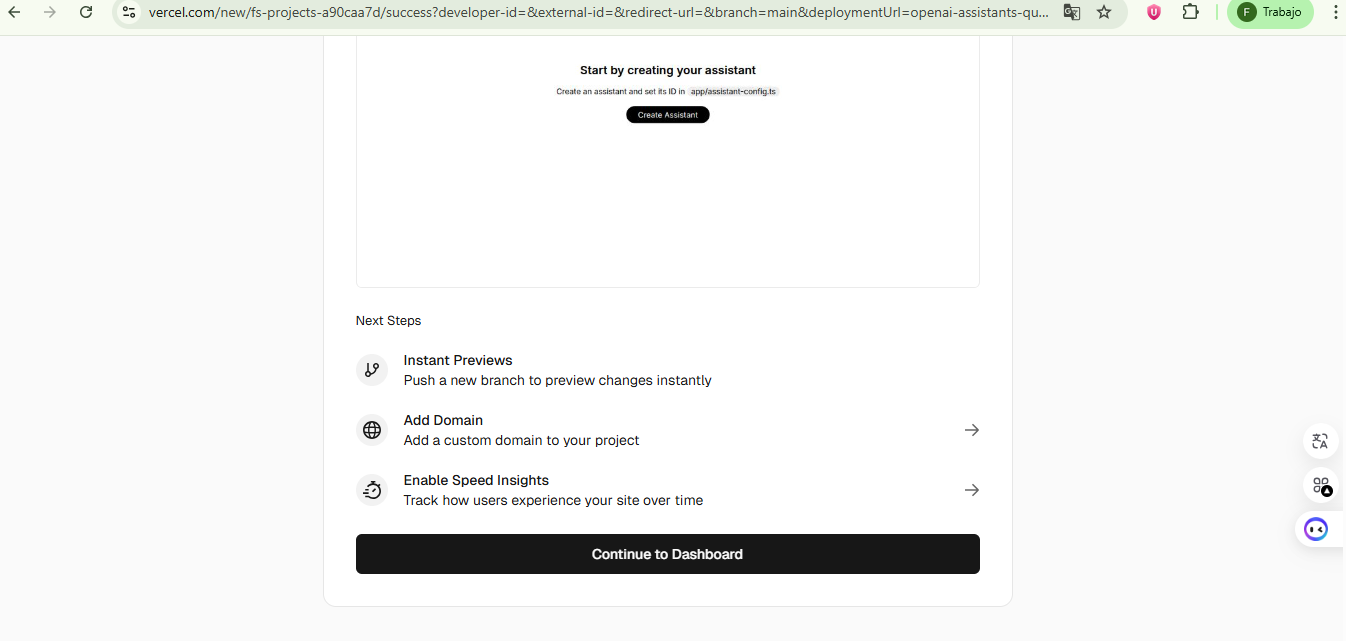 vercel.com/new/fs-projects-a90caa7d/success?developer-id=&external-id=&redirect-url=&branch=main&deploymentUrl=openai-assistants-qu...
F Trabajo
Start by creating your assistant
Create an assistant and set its ID in app/assistant-config.ts
Create Assistant
Next Steps
Instant Previews
Push a new branch to preview changes instantly
Add Domain
Add a custom domain to your project
Enable Speed Insights
Track how users experience your site over time
Continue to Dashboard